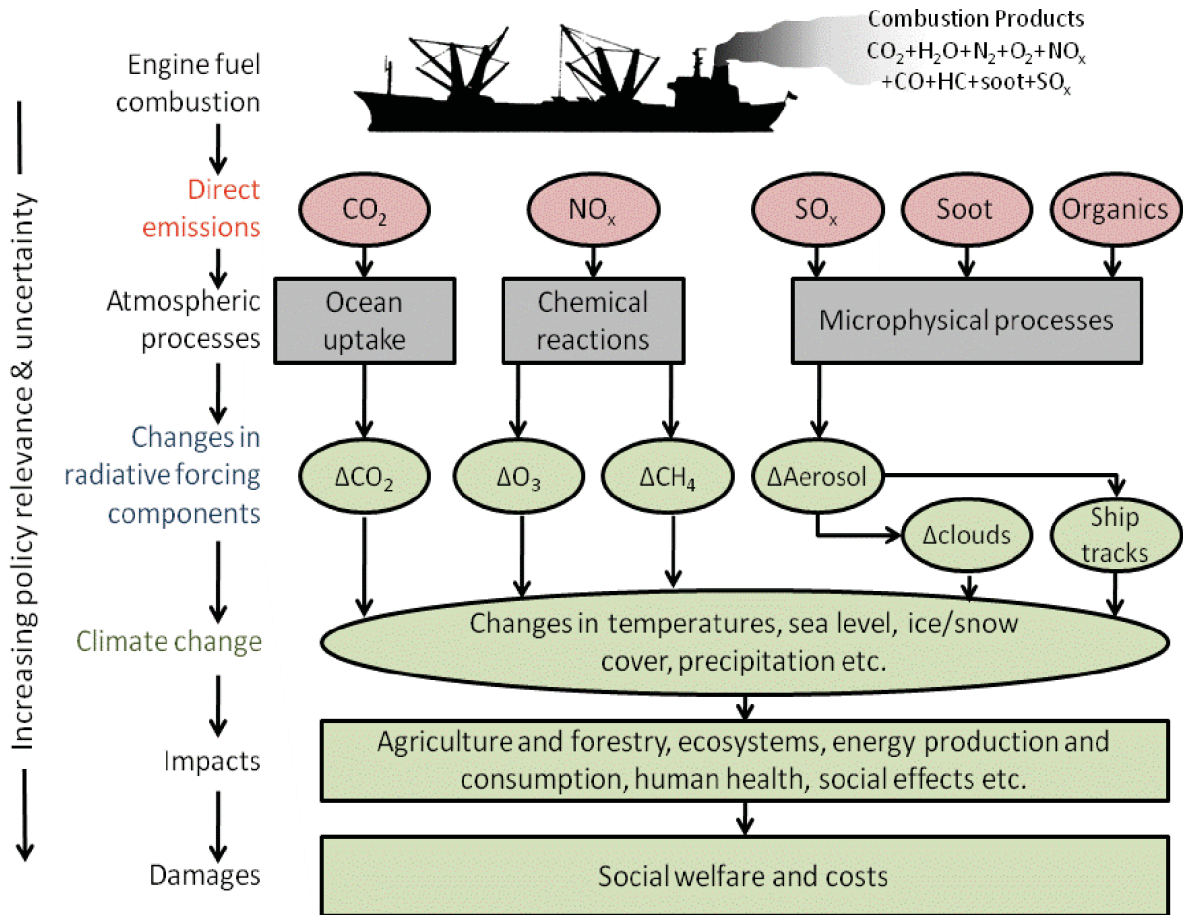 Combustion Products
CO₂+H₂O+N₂+O₂+NOₓ
+CO+HC+soot+SOₓ
Engine fuel
combustion
Increasing policy relevance & uncertainty
Direct
emissions
CO₂
NOₓ
SOₓ
Soot
Organics
Atmospheric
processes
Ocean
uptake
Chemical
reactions
Microphysical processes
Changes in
radiative forcing
components
ΔCO₂
ΔO₃
ΔCH₄
ΔAerosol
Δclouds
Ship
tracks
Climate change
Changes in temperatures, sea level, ice/snow
cover, precipitation etc.
Impacts
Agriculture and forestry, ecosystems, energy production and
consumption, human health, social effects etc.
Damages
Social welfare and costs